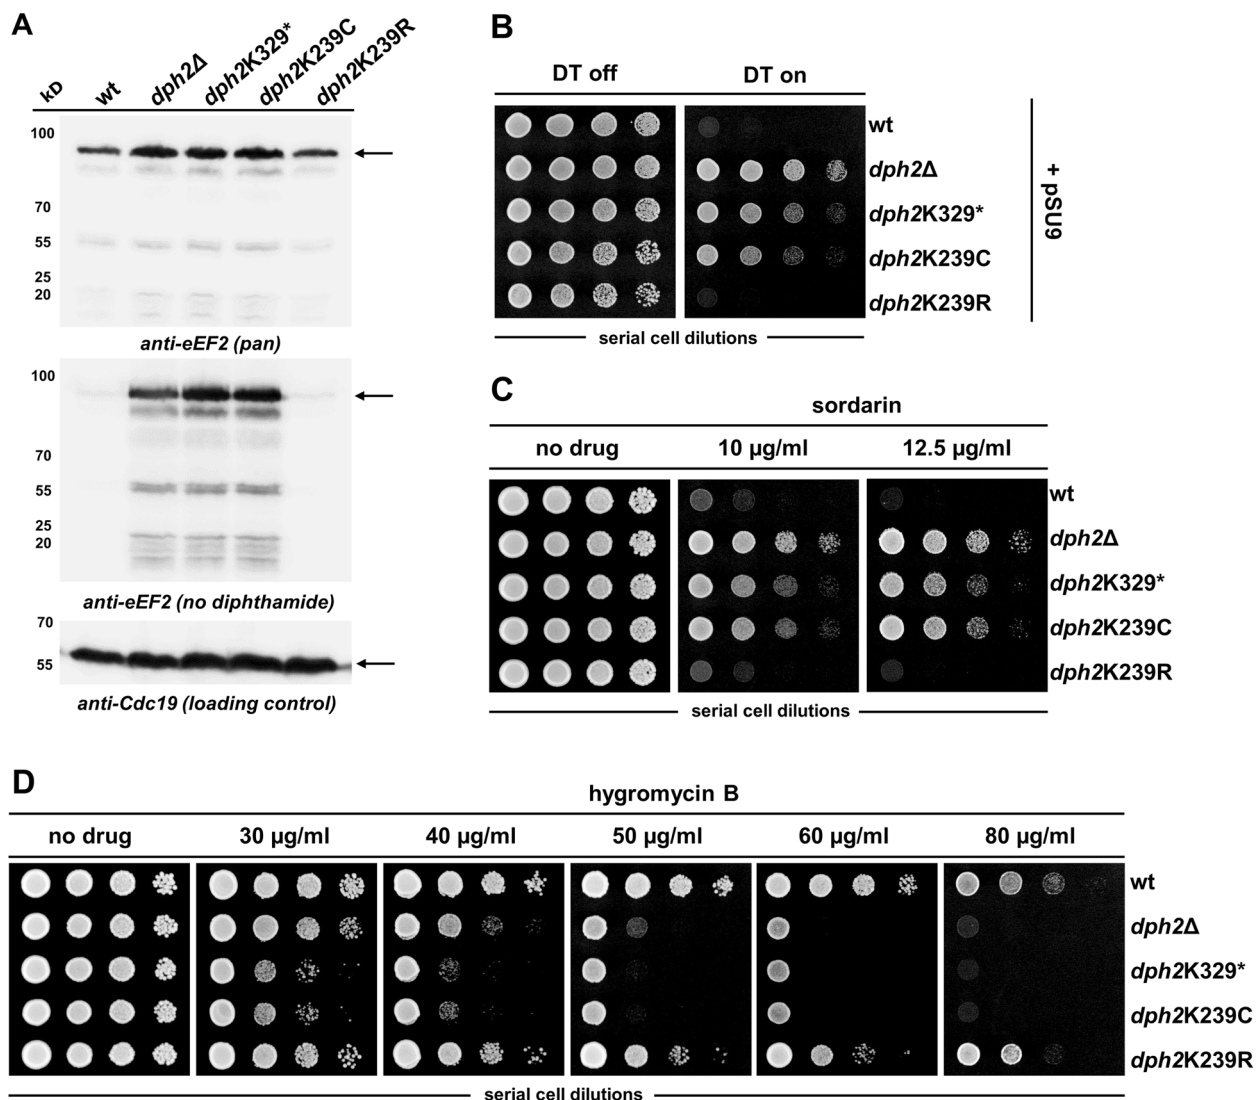 A
kD
wt
dph2Δ
dph2K329*
dph2K239C
dph2K239R
100
70
55
25
20
anti-eEF2 (pan)
100
70
55
25
20
anti-eEF2 (no diphthamide)
70
55
anti-Cdc19 (loading control)
B
DT off
DT on
wt
dph2Δ
dph2K329*
dph2K239C
dph2K239R
+ pSU9
serial cell dilutions
C
sordarin
no drug
10 µg/ml
12.5 µg/ml
wt
dph2Δ
dph2K329*
dph2K239C
dph2K239R
serial cell dilutions
D
hygromycin B
no drug
30 µg/ml
40 µg/ml
50 µg/ml
60 µg/ml
80 µg/ml
wt
dph2Δ
dph2K329*
dph2K239C
dph2K239R
serial cell dilutions